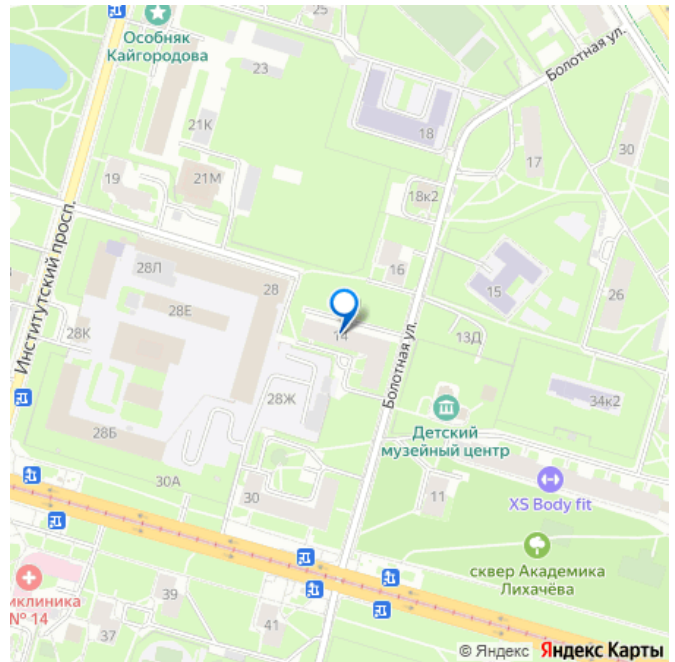 Особняк
Кайгородова
23
Болотная ул.
21К
18
17
30
19
21М
18к2
Институтский просп.
28Л
28
16
15
26
28Е
28К
14
13Д
Болотная ул.
28Ж
34к2
28Б
Детский
музейный центр
30А
30
11
XS Body fit
сквер Академика
Лихачёва
иклиника
№ 14
39
41
37
© Яндекс Яндекс Карты